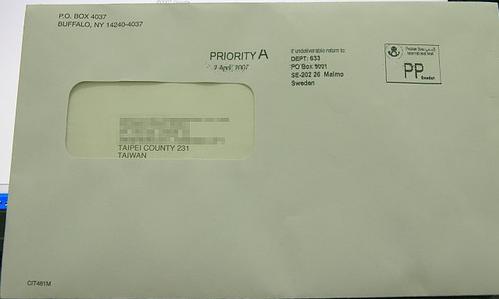 P.O. BOX 4037
BUFFALO, NY 14240-4037
PRIORITY A
2 April 2007
If undeliverable return to:
DEPT: 633
PO Box 9001
SE-202 26 Malmo
Sweden
PP
Sweden
TAIPEI COUNTY 231
TAIWAN
CIT481M